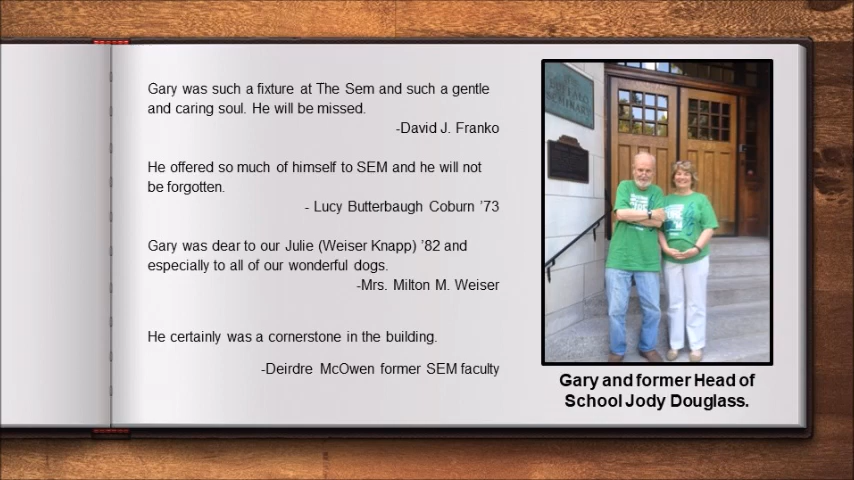 Gary was such a fixture at The Sem and such a gentle
and caring soul. He will be missed.
-David J. Franko
He offered so much of himself to SEM and he will not
be forgotten.
- Lucy Butterbaugh Coburn ’73
Gary was dear to our Julie (Weiser Knapp) ’82 and
especially to all of our wonderful dogs.
-Mrs. Milton M. Weiser
He certainly was a cornerstone in the building.
-Deirdre McOwen former SEM faculty
BUFFALO
SEMINARY
Gary and former Head of
School Jody Douglass.